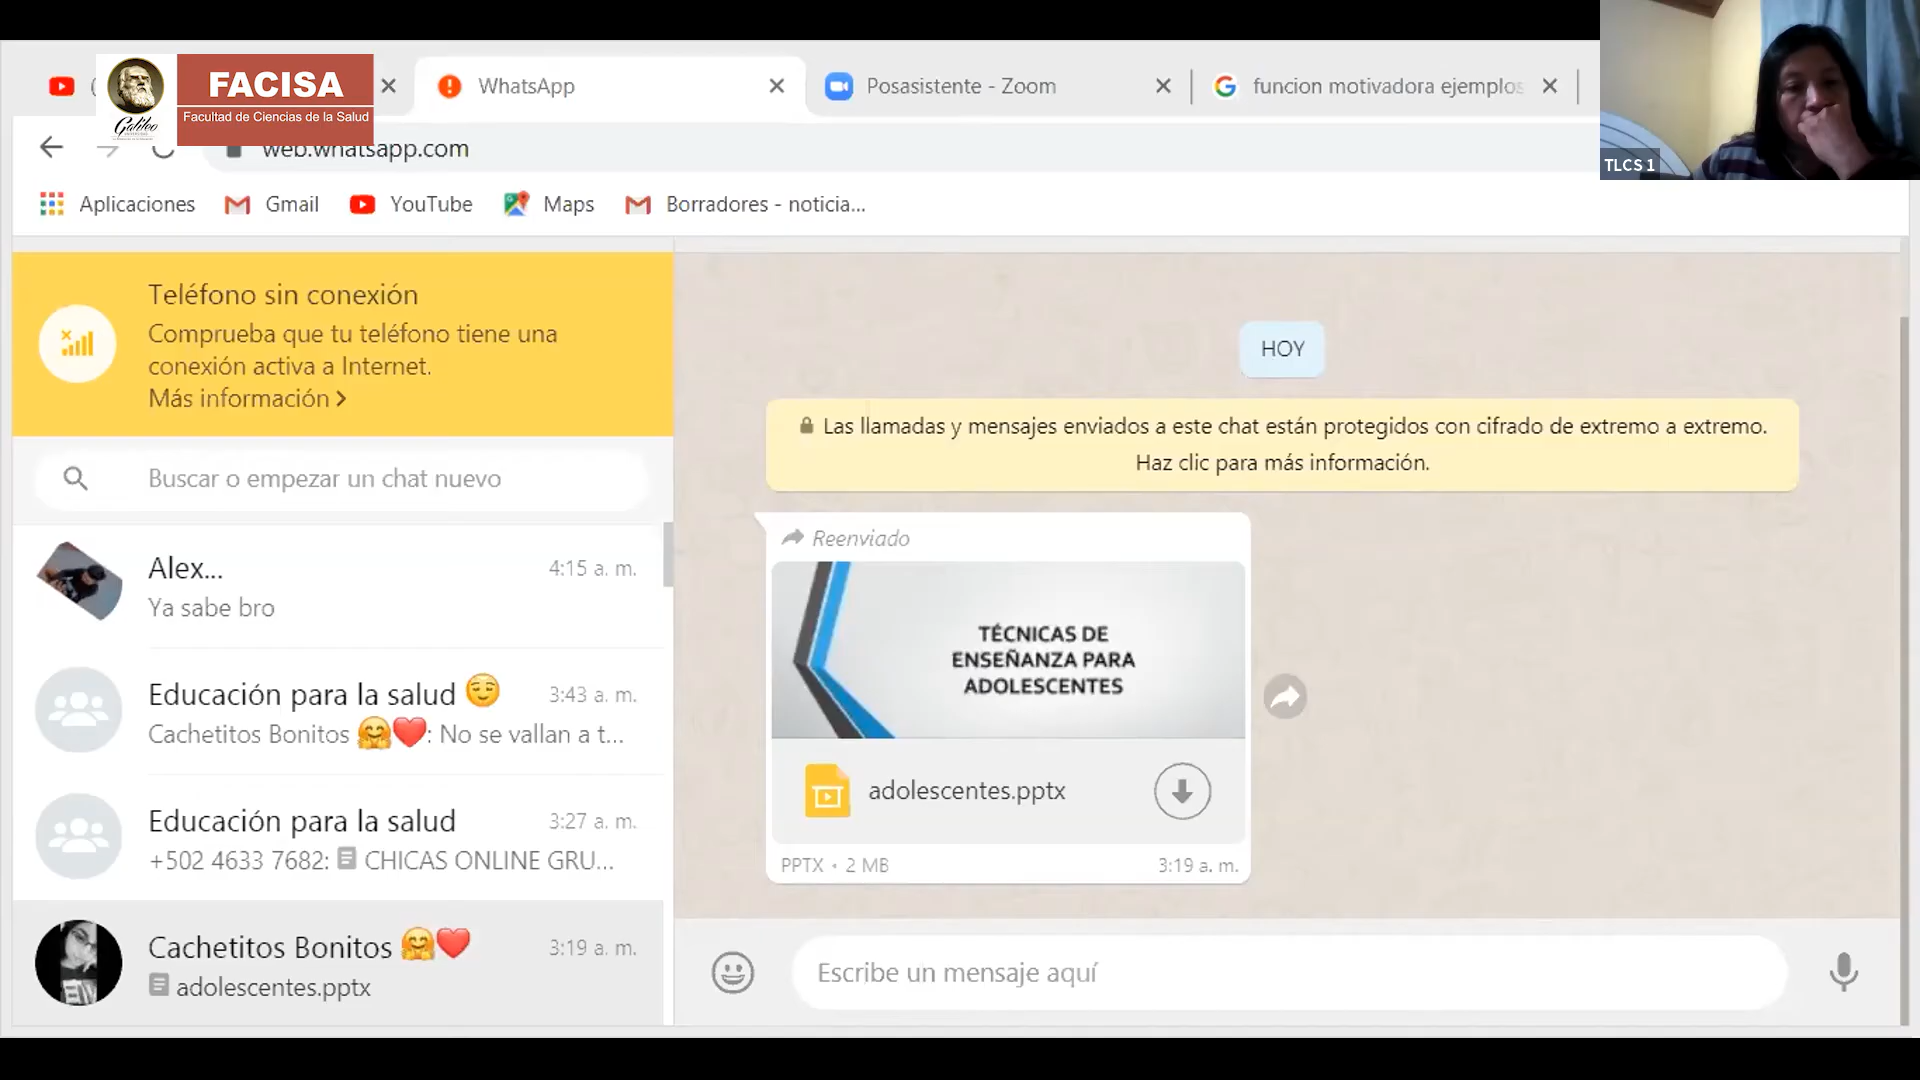 Galileo
FACISA
Facultad de Ciencias de la Salud
WhatsApp
Posasistente - Zoom
funcion motivadora ejemplos
TLCS 1
web.whatsapp.com
Aplicaciones
Gmail
YouTube
Maps
Borradores - noticia...
Teléfono sin conexión
Comprueba que tu teléfono tiene una
conexión activa a Internet.
Más información
Buscar o empezar un chat nuevo
Alex...
4:15 a. m.
Ya sabe bro
Educación para la salud 😌
3:43 a. m.
Cachetitos Bonitos 🤗❤️: No se vallan a t...
Educación para la salud
3:27 a. m.
+502 4633 7682: CHICAS ONLINE GRU...
Cachetitos Bonitos 🤗❤️
3:19 a. m.
adolescentes.pptx
HOY
Las llamadas y mensajes enviados a este chat están protegidos con cifrado de extremo a extremo.
Haz clic para más información.
Reenviado
TÉCNICAS DE
ENSEÑANZA PARA
ADOLESCENTES
adolescentes.pptx
PPTX • 2 MB
3:19 a. m.
Escribe un mensaje aquí